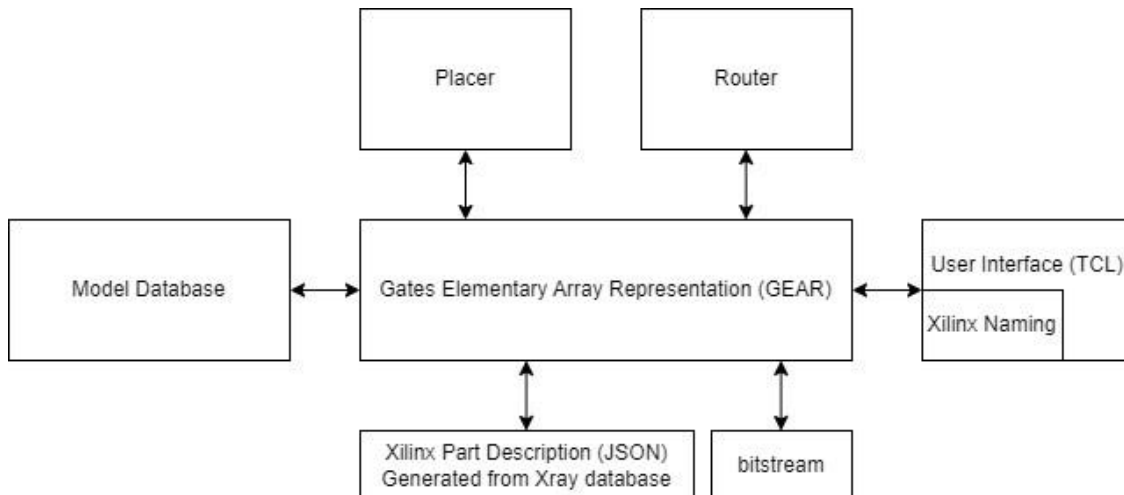 Placer
Router
Model Database
Gates Elementary Array Representation (GEAR)
User Interface (TCL)
Xilinx Naming
Xilinx Part Description (JSON)
Generated from Xray database
bitstream